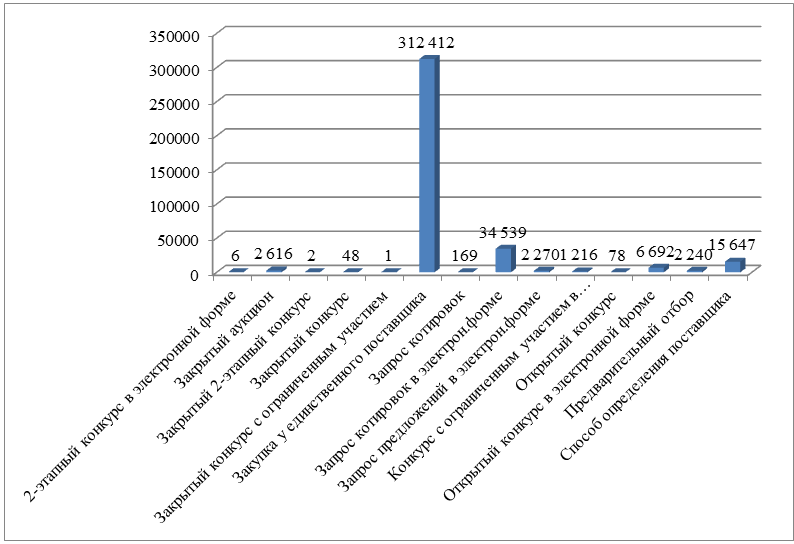 350000
300000
250000
200000
150000
100000
50000
0
6
2 616
2
48
1
312 412
169
34 539
2 270
1 216
78
6 692
2 240
15 647
2-этапный конкурс в электронной форме
Закрытый аукцион
Закрытый 2-этапный конкурс
Закрытый конкурс
Закрытый конкурс с ограниченным участием
Закупка у единственного поставщика
Запрос котировок
Запрос котировок в электрон.форме
Запрос предложений в электрон.форме
Конкурс с ограниченным участием в…
Открытый конкурс
Открытый конкурс в электронной форме
Предварительный отбор
Способ определения поставщика